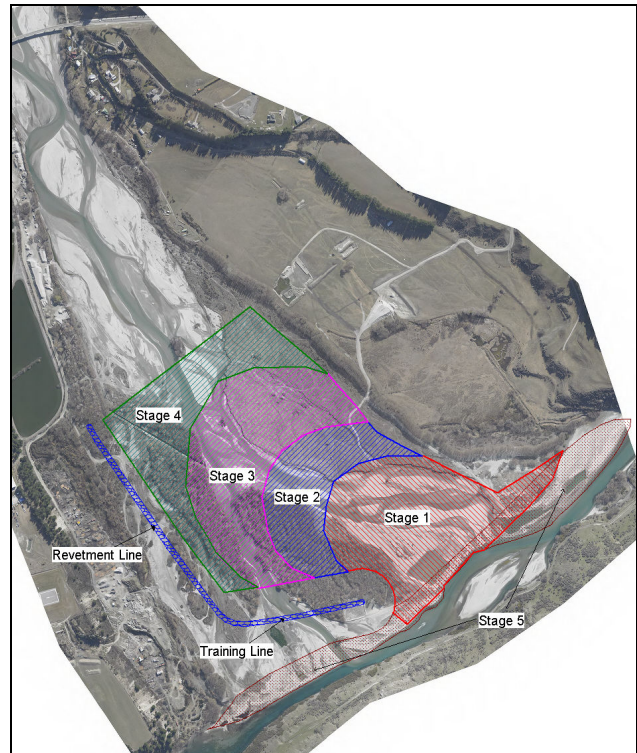 Stage 4
Stage 3
Stage 2
Stage 1
Revetment Line
Stage 5
Training Line